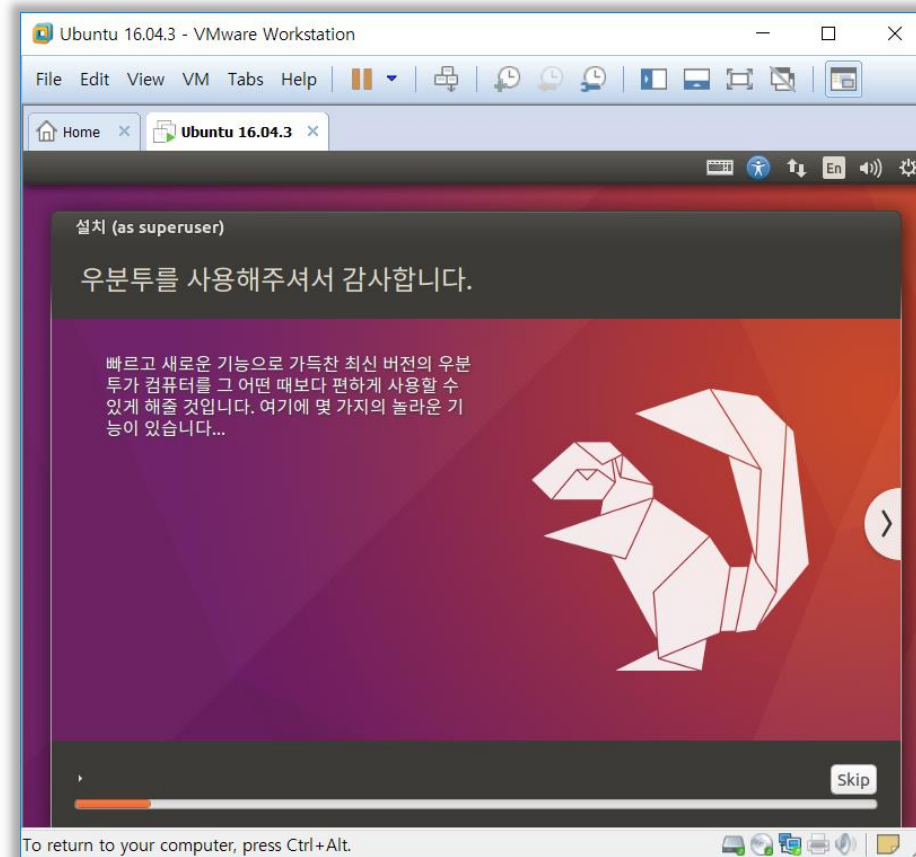 Ubuntu 16.04.3 - VMware Workstation
File Edit View VM Tabs Help
Home Ubuntu 16.04.3
En
설치 (as superuser)
우분투를 사용해주셔서 감사합니다.
빠르고 새로운 기능으로 가득찬 최신 버전의 우분
투가 컴퓨터를 그 어떤 때보다 편하게 사용할 수
있게 해줄 것입니다. 여기에 몇 가지의 놀라운 기
능이 있습니다...
Skip
To return to your computer, press Ctrl+Alt.